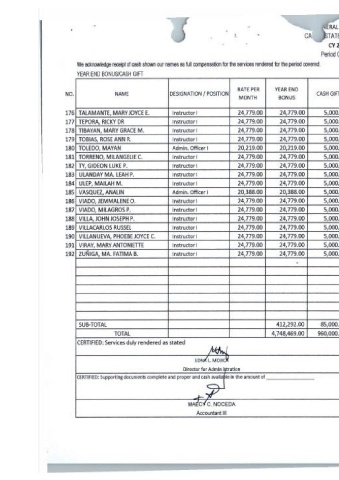 ERAL
CA STATE
CY 2
Period C
We acknowledge receipt of cash shown our names as full compensation for the services rendered for the period covered.
YEAR END BONUS/CASH GIFT
NO. NAME DESIGNATION / POSITION RATE PER MONTH YEAR END BONUS CASH GIFT
176 TALAMANTE, MARY JOYCE E. Instructor I 24,779.00 24,779.00 5,000.
177 TEPORA, RICKY DR Instructor I 24,779.00 24,779.00 5,000.
178 TIBAYAN, MARY GRACE M. Instructor I 24,779.00 24,779.00 5,000.
179 TOBIAS, ROSE ANN R. Instructor I 24,779.00 24,779.00 5,000.
180 TOLEDO, MAYAN Admin. Officer I 20,219.00 20,219.00 5,000.
181 TORRENO, MILANGELIE C. Instructor I 24,779.00 24,779.00 5,000.
182 TY, GIDEON LUKE P. Instructor I 24,779.00 24,779.00 5,000.
183 ULANDAY MA. LEAH P. Instructor I 24,779.00 24,779.00 5,000.
184 ULEP, MAILAH M. Instructor I 24,779.00 24,779.00 5,000.
185 VASQUEZ, ANALIN Admin. Officer I 20,388.00 20,388.00 5,000.
186 VIADO, JEMMALENE O. Instructor I 24,779.00 24,779.00 5,000.
187 VIADO, MILAGROS P. Instructor I 24,779.00 24,779.00 5,000.
188 VILLA, JOHN JOSEPH P. Instructor I 24,779.00 24,779.00 5,000.
189 VILLACARLOS RUSSEL Instructor I 24,779.00 24,779.00 5,000.
190 VILLANUEVA, PHOEBE JOYCE C. Instructor I 24,779.00 24,779.00 5,000.
191 VIRAY, MARY ANTONIETTE Instructor I 24,779.00 24,779.00 5,000.
192 ZUÑIGA, MA. FATIMA B. Instructor I 24,779.00 24,779.00 5,000.
-
SUB-TOTAL 412,292.00 85,000.
TOTAL 4,748,469.00 960,000.
CERTIFIED: Services duly rendered as stated
Director for Admin
CERTIFIED: Supporting documents complete and proper and cash available in the amount of
C. NOCEDA
Accountant III